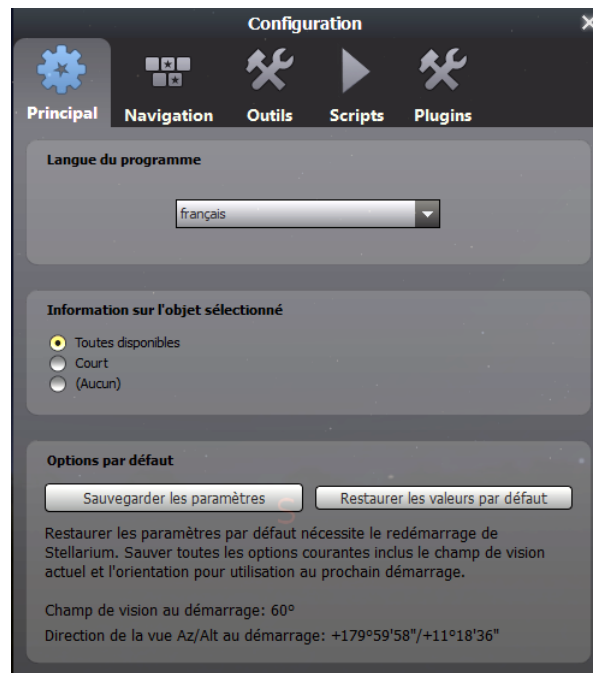 Configuration
Principal Navigation Outils Scripts Plugins
Langue du programme
français
Information sur l'objet sélectionné
Toutes disponibles
Court
(Aucun)
Options par défaut
Sauvegarder les paramètres Restaurer les valeurs par défaut
S
Restaurer les paramètres par défaut nécessite le redémarrage de
Stellarium. Sauver toutes les options courantes inclus le champ de vision
actuel et l'orientation pour utilisation au prochain démarrage.
Champ de vision au démarrage: 60°
Direction de la vue Az/Alt au démarrage: +179°59'58"/+11°18'36"